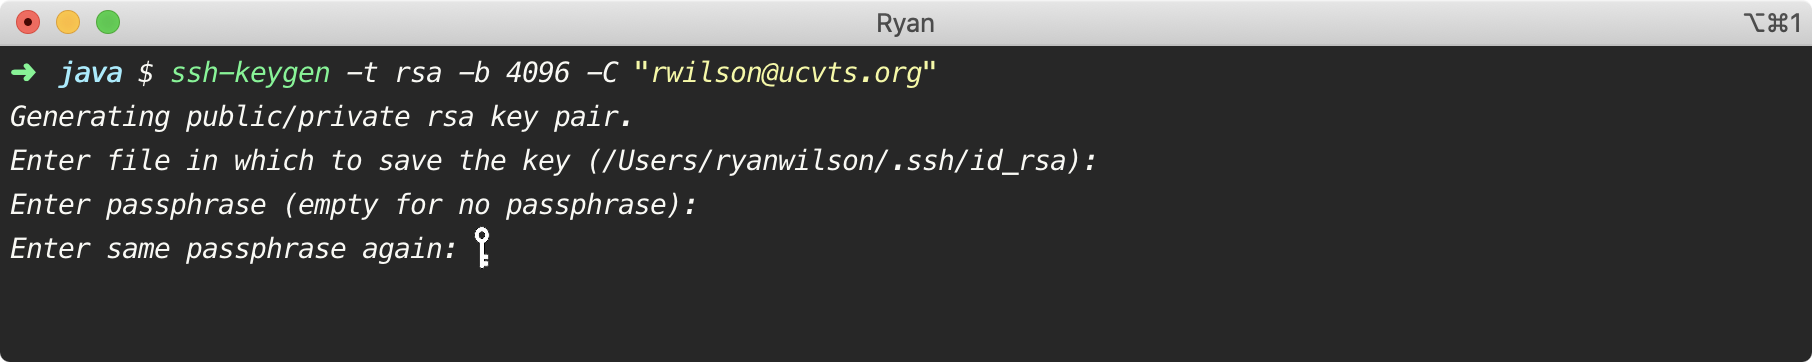 Ryan ⌥⌘1
➜ java $ ssh-keygen -t rsa -b 4096 -C "rwilson@ucvts.org"
Generating public/private rsa key pair.
Enter file in which to save the key (/Users/ryanwilson/.ssh/id_rsa):
Enter passphrase (empty for no passphrase):
Enter same passphrase again: